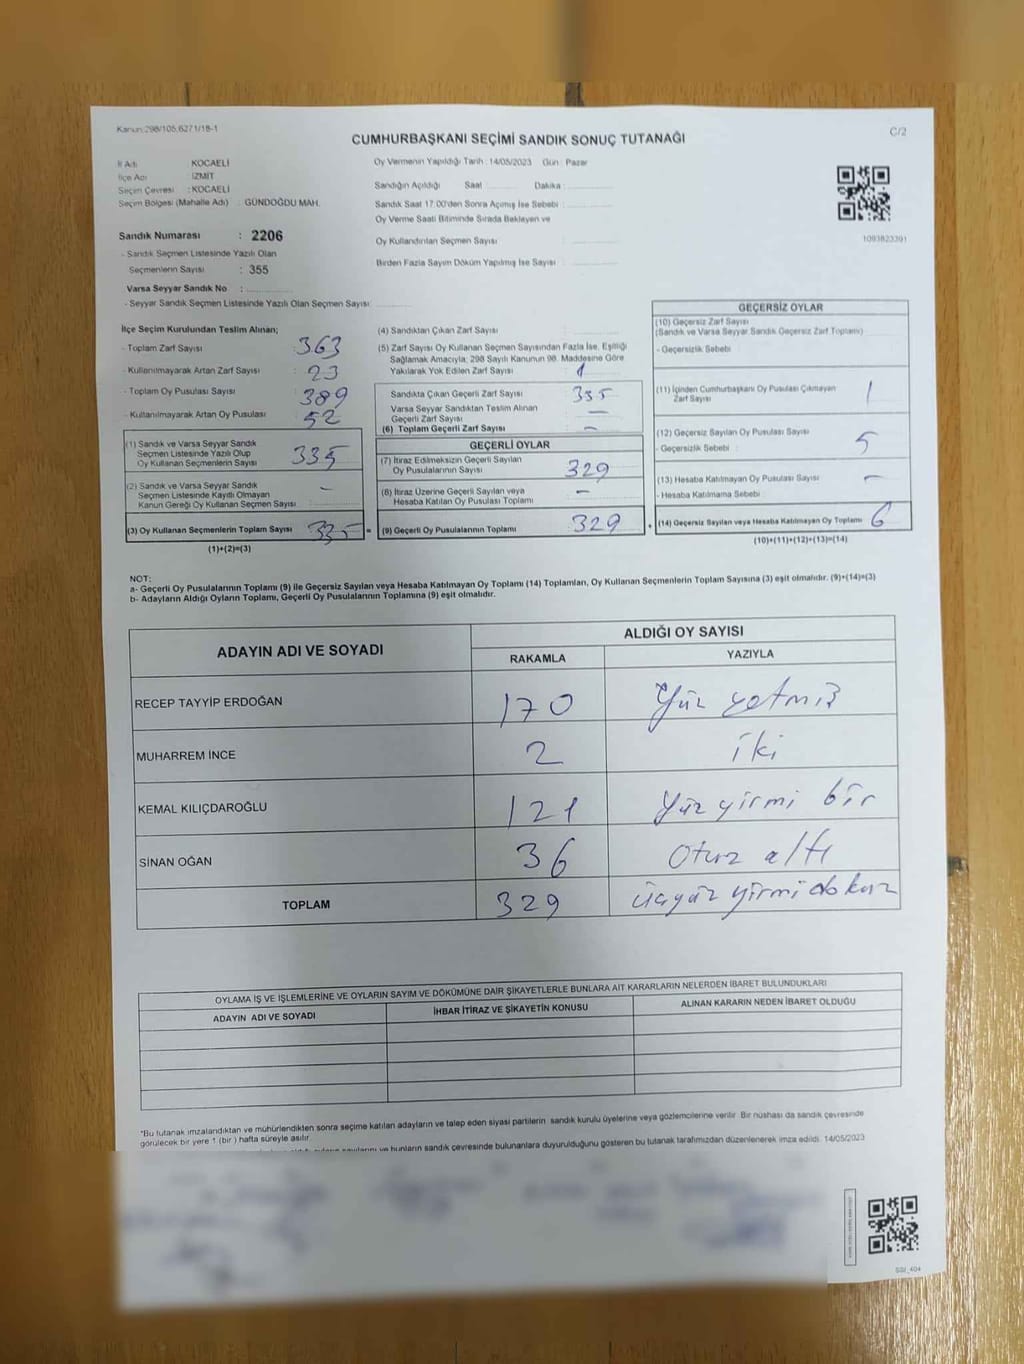 Kanun:298/105,6271/18-1
C/2
CUMHURBAŞKANI SEÇİMİ SANDIK SONUÇ TUTANAĞI
İl Adı : KOCAELİ
İlçe Adı : İZMİT
Seçim Çevresi : KOCAELİ
Seçim Bölgesi (Mahalle Adı) : GÜNDOĞDU MAH.
Sandık Numarası : 2206
- Sandık Seçmen Listesinde Yazılı Olan
Seçmenlerin Sayısı : 355
Varsa Seyyar Sandık No :
- Seyyar Sandık Seçmen Listesinde Yazılı Olan Seçmen Sayısı:
Oy Vermenin Yapıldığı Tarih : 14/05/2023 Gün : Pazar
Sandığın Açıldığı Saat Dakika :
Sandık Saat 17.00'den Sonra Açılmış İse Sebebi :
Oy Verme Saati Bitiminde Sırada Bekleyen ve
Oy Kullandırılan Seçmen Sayısı :
Birden Fazla Sayım Döküm Yapılmış İse Sayısı :
1093823391
İlçe Seçim Kurulundan Teslim Alınan;
- Toplam Zarf Sayısı : 363
- Kullanılmayarak Artan Zarf Sayısı : 23
- Toplam Oy Pusulası Sayısı : 389
- Kullanılmayarak Artan Oy Pusulası : 52
(1) Sandık ve Varsa Seyyar Sandık
Seçmen Listesinde Yazılı Olup
Oy Kullanan Seçmenlerin Sayısı 335
(2) Sandık ve Varsa Seyyar Sandık
Seçmen Listesinde Kayıtlı Olmayan
Kanun Gereği Oy Kullanan Seçmen Sayısı : –
(3) Oy Kullanan Seçmenlerin Toplam Sayısı 335 =
(1)+(2)=(3)
(4) Sandıktan Çıkan Zarf Sayısı :
(5) Zarf Sayısı Oy Kullanan Seçmen Sayısından Fazla İse, Eşitliği
Sağlamak Amacıyla; 298 Sayılı Kanunun 98. Maddesine Göre
Yakılarak Yok Edilen Zarf Sayısı : 1
Sandıkta Çıkan Geçerli Zarf Sayısı 335
Varsa Seyyar Sandıktan Teslim Alınan
Geçerli Zarf Sayısı –
(6) Toplam Geçerli Zarf Sayısı –
GEÇERLİ OYLAR
(7) İtiraz Edilmeksizin Geçerli Sayılan
Oy Pusulalarının Sayısı 329
(8) İtiraz Üzerine Geçerli Sayılan veya
Hesaba Katılan Oy Pusulası Toplamı –
(9) Geçerli Oy Pusulalarının Toplamı 329 +
GEÇERSİZ OYLAR
(10) Geçersiz Zarf Sayısı
(Sandık ve Varsa Seyyar Sandık Geçersiz Zarf Toplamı)
- Geçersizlik Sebebi :
(11) İçinden Cumhurbaşkanı Oy Pusulası Çıkmayan
Zarf Sayısı 1
(12) Geçersiz Sayılan Oy Pusulası Sayısı
- Geçersizlik Sebebi : 5
(13) Hesaba Katılmayan Oy Pusulası Sayısı –
- Hesaba Katılmama Sebebi
(14) Geçersiz Sayılan veya Hesaba Katılmayan Oy Toplamı 6
(10)+(11)+(12)+(13)=(14)
NOT:
a- Geçerli Oy Pusulalarının Toplamı (9) ile Geçersiz Sayılan veya Hesaba Katılmayan Oy Toplamı (14) Toplamları, Oy Kullanan Seçmenlerin Toplam Sayısına (3) eşit olmalıdır. (9)+(14)=(3)
b- Adayların Aldığı Oyların Toplamı, Geçerli Oy Pusulalarının Toplamına (9) eşit olmalıdır.
ADAYIN ADI VE SOYADI
ALDIĞI OY SAYISI
RAKAMLA YAZIYLA
RECEP TAYYİP ERDOĞAN 170 Yüz yetmiş
MUHARREM İNCE 2 iki
KEMAL KILIÇDAROĞLU 121 Yüz yirmi bir
SİNAN OĞAN 36 Otuz altı
TOPLAM 329 üçyüz yirmi dokuz
OYLAMA İŞ VE İŞLEMLERİNE VE OYLARIN SAYIM VE DÖKÜMÜNE DAİR ŞİKAYETLERLE BUNLARA AİT KARARLARIN NELERDEN İBARET BULUNDUKLARI
ADAYIN ADI VE SOYADI İHBAR İTİRAZ VE ŞİKAYETİN KONUSU ALINAN KARARIN NEDEN İBARET OLDUĞU
*Bu tutanak imzalandıktan ve mühürlendikten sonra seçime katılan adayların ve talep eden siyasi partilerin sandık kurulu üyelerine veya gözlemcilerine verilir. Bir nüshası da sandık çevresinde
görülecek bir yere 1 (bir) hafta süreyle asılır.
sandık çevresinde bulunanlara duyurulduğunu gösteren bu tutanak tarafımızdan düzenlenerek imza edildi. 14/05/2023
SSI_404